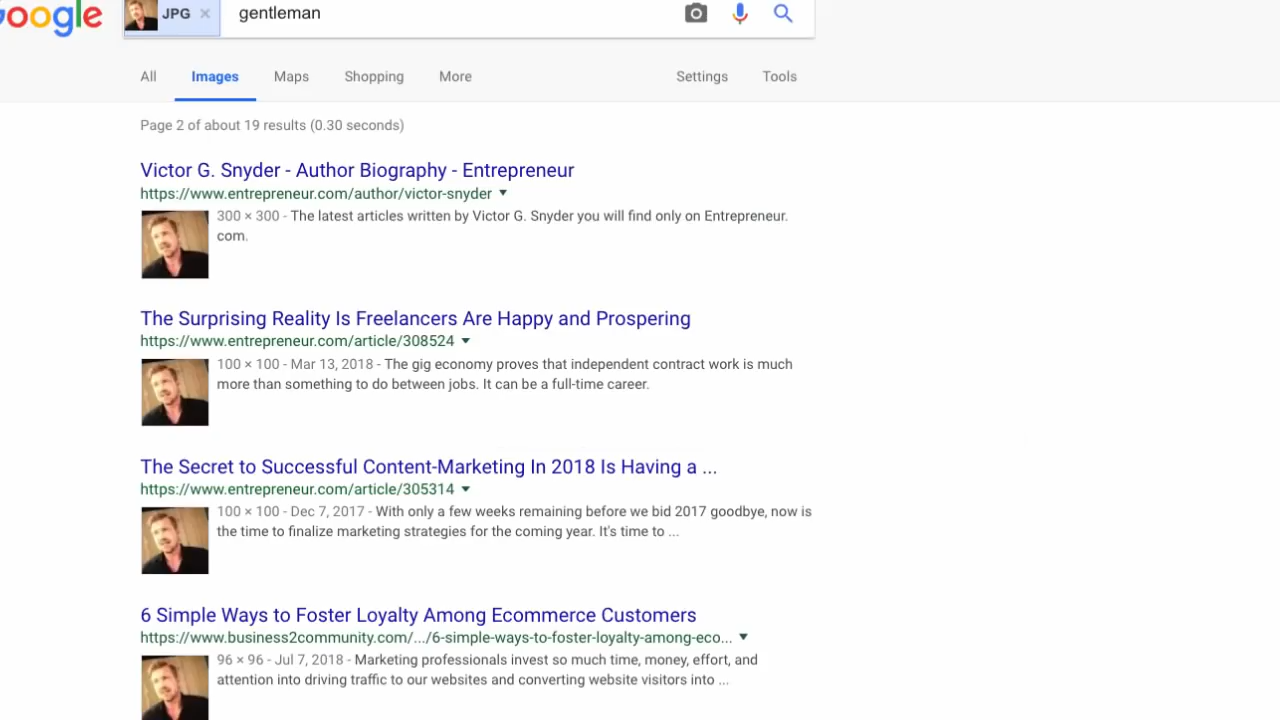 oogle JPG × gentleman
All Images Maps Shopping More Settings Tools
Page 2 of about 19 results (0.30 seconds)
Victor G. Snyder - Author Biography - Entrepreneur
https://www.entrepreneur.com/author/victor-snyder
300 × 300 - The latest articles written by Victor G. Snyder you will find only on Entrepreneur.
com.
The Surprising Reality Is Freelancers Are Happy and Prospering
https://www.entrepreneur.com/article/308524
100 × 100 - Mar 13, 2018 - The gig economy proves that independent contract work is much
more than something to do between jobs. It can be a full-time career.
The Secret to Successful Content-Marketing In 2018 Is Having a ...
https://www.entrepreneur.com/article/305314
100 × 100 - Dec 7, 2017 - With only a few weeks remaining before we bid 2017 goodbye, now is
the time to finalize marketing strategies for the coming year. It's time to ...
6 Simple Ways to Foster Loyalty Among Ecommerce Customers
https://www.business2community.com/.../6-simple-ways-to-foster-loyalty-among-eco...
96 × 96 - Jul 7, 2018 - Marketing professionals invest so much time, money, effort, and
attention into driving traffic to our websites and converting website visitors into ...